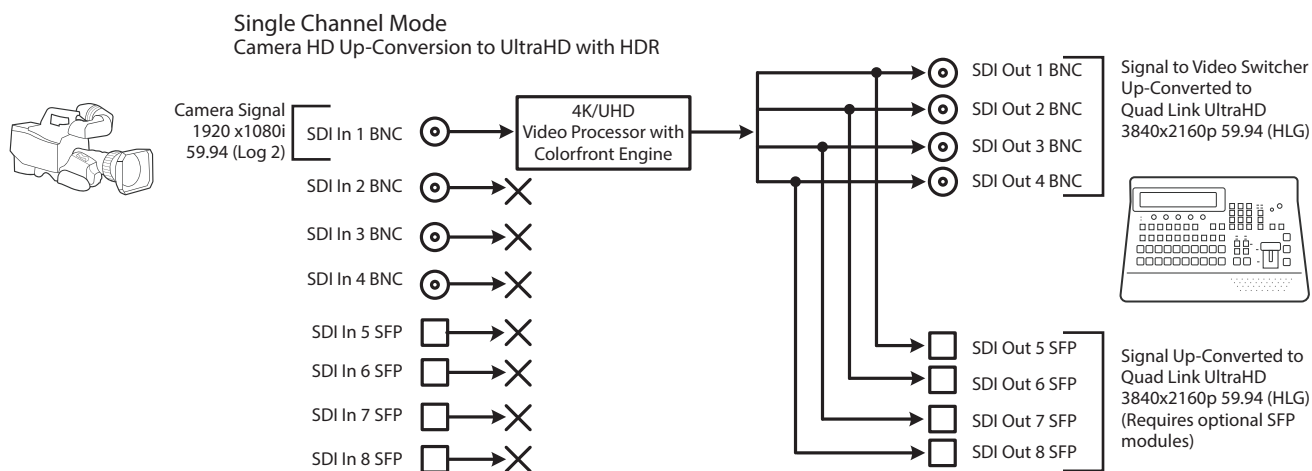 Single Channel Mode
Camera HD Up-Conversion to UltraHD with HDR
Camera Signal
1920 x1080i
59.94 (Log 2)
SDI In 1 BNC
SDI In 2 BNC
SDI In 3 BNC
SDI In 4 BNC
SDI In 5 SFP
SDI In 6 SFP
SDI In 7 SFP
SDI In 8 SFP
4K/UHD
Video Processor with
Colorfront Engine
SDI Out 1 BNC
SDI Out 2 BNC
SDI Out 3 BNC
SDI Out 4 BNC
Signal to Video Switcher
Up-Converted to
Quad Link UltraHD
3840x2160p 59.94 (HLG)
SDI Out 5 SFP
SDI Out 6 SFP
SDI Out 7 SFP
SDI Out 8 SFP
Signal Up-Converted to
Quad Link UltraHD
3840x2160p 59.94 (HLG)
(Requires optional SFP
modules)